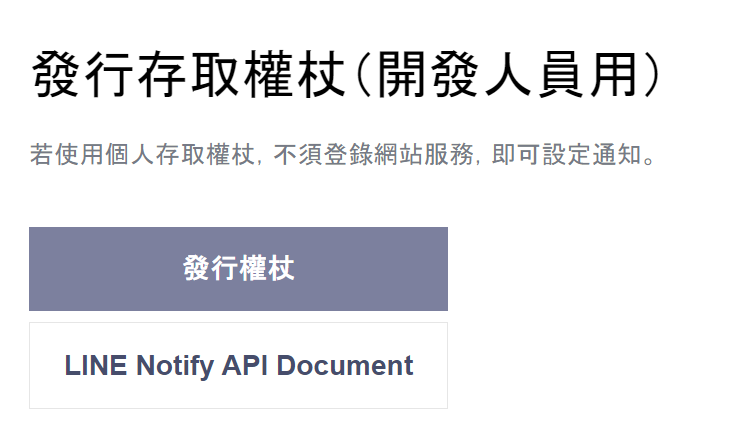 發行存取權杖(開發人員用)
若使用個人存取權杖, 不須登錄網站服務, 即可設定通知。
發行權杖
LINE Notify API Document